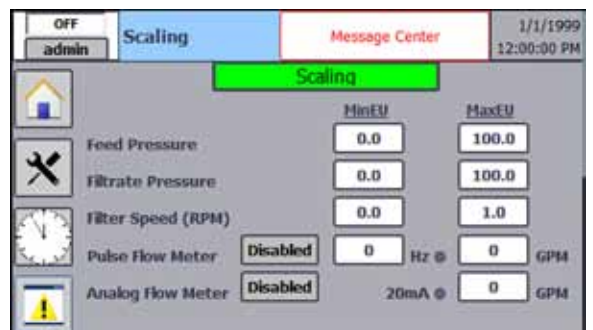 OFF
admin
Scaling
Message Center
1/1/1999
12:00:00 PM
Scaling
MinEU MaxEU
Feed Pressure 0.0 100.0
Filtrate Pressure 0.0 100.0
Filter Speed (RPM) 0.0 1.0
Pulse Flow Meter Disabled 0 Hz @ 0 GPM
Analog Flow Meter Disabled 20mA @ 0 GPM